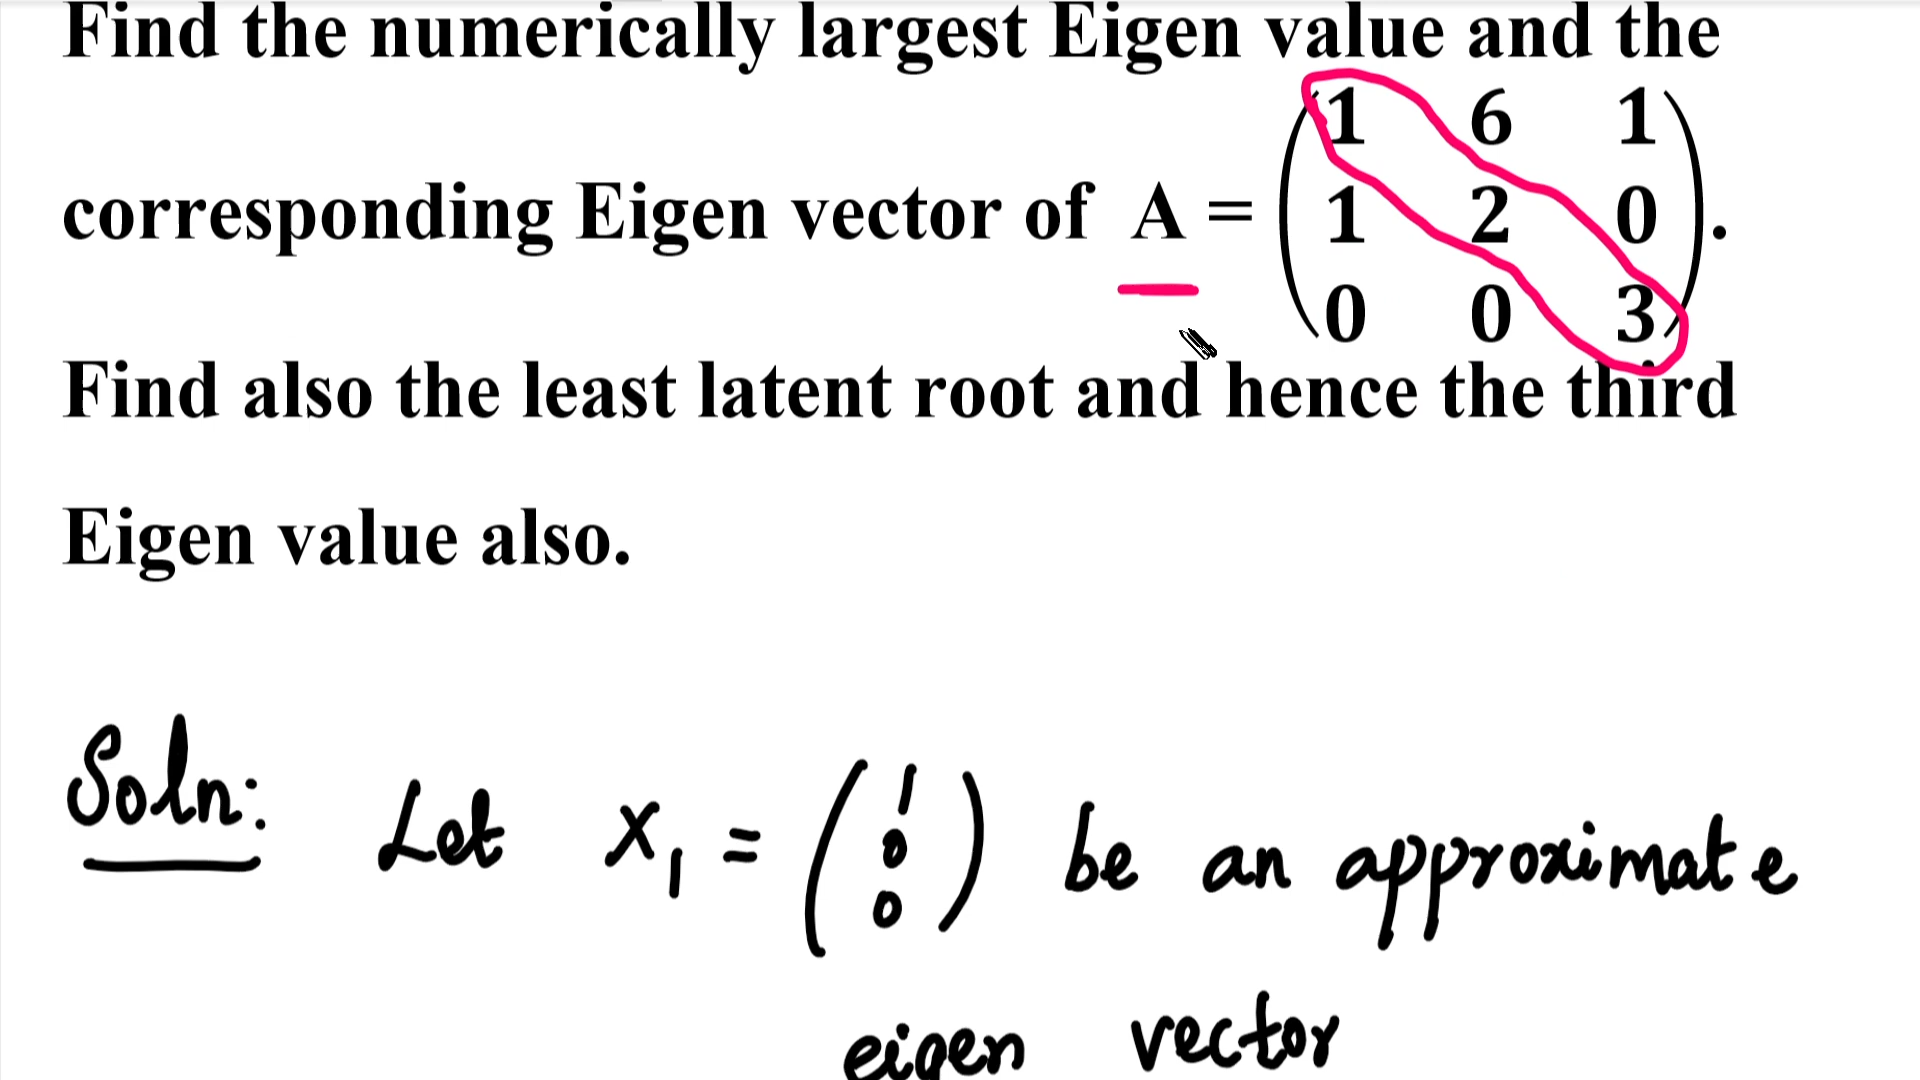 Find the numerically largest Eigen value and the
corresponding Eigen vector of A = (1 6 1
1 2 0
0 0 3).
Find also the least latent root and hence the third
Eigen value also.
Soln: Let x₁ = (1
0
0) be an approximate
eigen vector